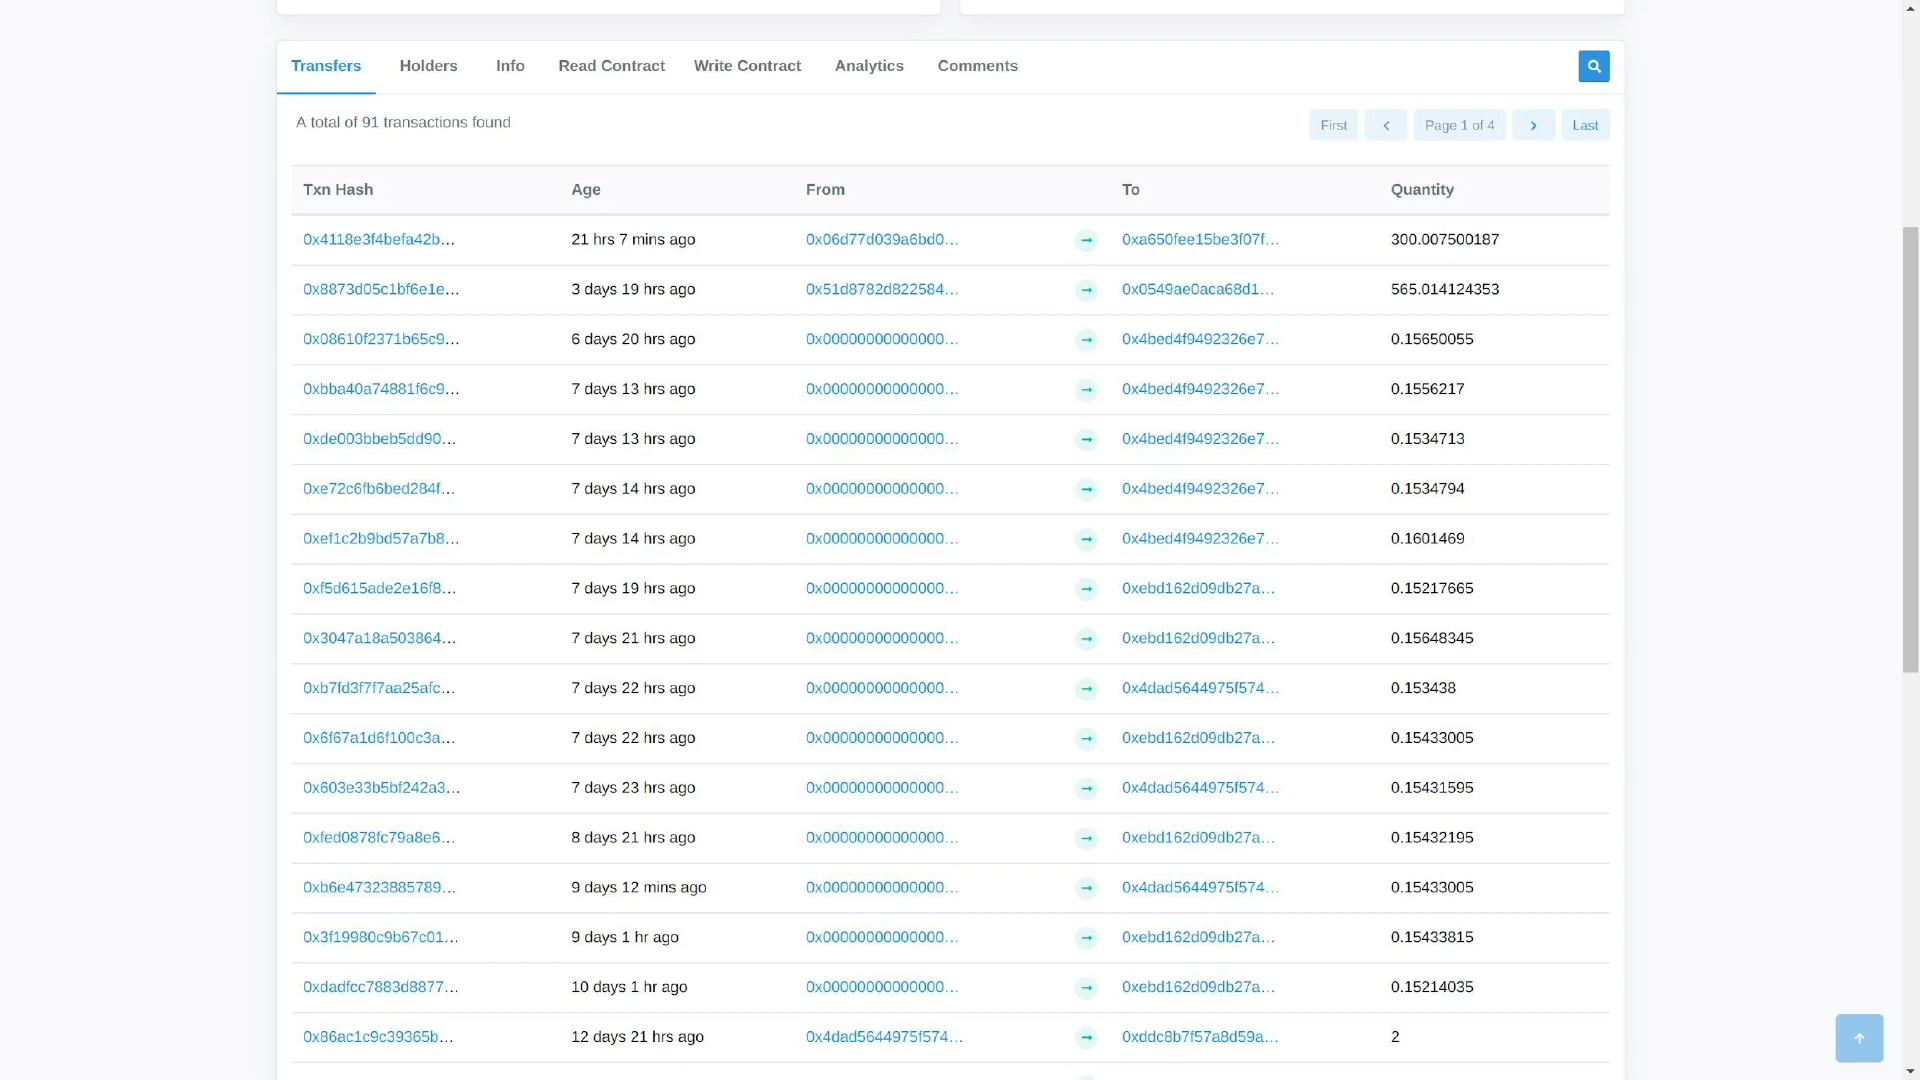 Transfers Holders Info Read Contract Write Contract Analytics Comments
A total of 91 transactions found
First Page 1 of 4 Last
Txn Hash Age From To Quantity
0x4118e3f4befa42b... 21 hrs 7 mins ago 0x06d77d039a6bd0... 0xa650fee15be3f07f... 300.007500187
0x8873d05c1bf6e1e... 3 days 19 hrs ago 0x51d8782d822584... 0x0549ae0aca68d1... 565.014124353
0x08610f2371b65c9... 6 days 20 hrs ago 0x00000000000000... 0x4bed4f9492326e7... 0.15650055
0xbba40a74881f6c9... 7 days 13 hrs ago 0x00000000000000... 0x4bed4f9492326e7... 0.1556217
0xde003bbeb5dd90... 7 days 13 hrs ago 0x00000000000000... 0x4bed4f9492326e7... 0.1534713
0xe72c6fb6bed284f... 7 days 14 hrs ago 0x00000000000000... 0x4bed4f9492326e7... 0.1534794
0xef1c2b9bd57a7b8... 7 days 14 hrs ago 0x00000000000000... 0x4bed4f9492326e7... 0.1601469
0xf5d615ade2e16f8... 7 days 19 hrs ago 0x00000000000000... 0xebd162d09db27a... 0.15217665
0x3047a18a503864... 7 days 21 hrs ago 0x00000000000000... 0xebd162d09db27a... 0.15648345
0xb7fd3f7f7aa25afc... 7 days 22 hrs ago 0x00000000000000... 0x4dad5644975f574... 0.153438
0x6f67a1d6f100c3a... 7 days 22 hrs ago 0x00000000000000... 0xebd162d09db27a... 0.15433005
0x603e33b5bf242a3... 7 days 23 hrs ago 0x00000000000000... 0x4dad5644975f574... 0.15431595
0xfed0878fc79a8e6... 8 days 21 hrs ago 0x00000000000000... 0xebd162d09db27a... 0.15432195
0xb6e47323885789... 9 days 12 mins ago 0x00000000000000... 0x4dad5644975f574... 0.15433005
0x3f19980c9b67c01... 9 days 1 hr ago 0x00000000000000... 0xebd162d09db27a... 0.15433815
0xdadfcc7883d8877... 10 days 1 hr ago 0x00000000000000... 0xebd162d09db27a... 0.15214035
0x86ac1c9c39365b... 12 days 21 hrs ago 0x4dad5644975f574... 0xddc8b7f57a8d59a... 2